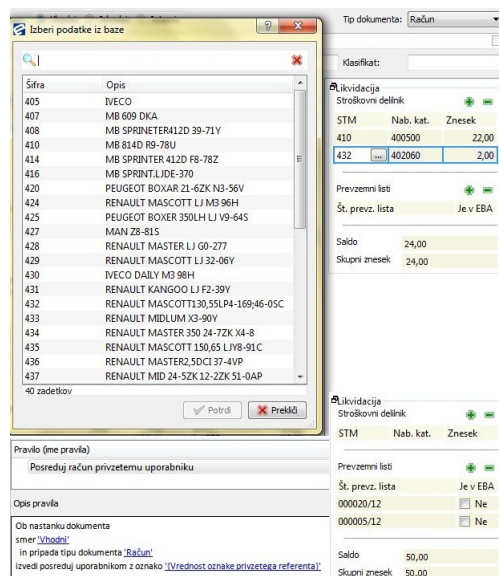 Izberi podatke iz baze
Šifra Opis
405 IVECO
407 MB 609 DKA
408 MB SPRINETER412D 39-71Y
410 MB 814D R9-78U
414 MB SPRINTER 412D F8-78Z
416 MB SPRINT.LJDE-370
420 PEUGEOT BOXAR 21-6ZK N3-56V
424 RENAULT MASCOTT LJ M3 96H
425 PEUGEOT BOXER 350LH LJ V9-64S
427 MAN Z8-81S
428 RENAULT MASTER LJ G0-277
429 RENAULT MASCOTT LJ 32-06Y
430 IVECO DAILY M3 98H
431 RENAULT KANGOO LJ F2-39Y
432 RENAULT MASCOTT130,55LP4-169;46-0SC
433 RENAULT MIDLUM X3-90Y
434 RENAULT MASTER 350 24-7ZK X4-8
435 RENAULT MASCOTT 150,65 LJY8-91C
436 RENAULT MASTER2,5DCI 37-4VP
437 RENAULT MID 24-5ZK 12-2ZK 51-0AP
40 zadetkov
Potrdi Prekliči
Pravilo (ime pravila)
Posreduj račun privzetemu uporabniku
Opis pravila
Ob nastanku dokumenta
smer 'Vhodni'
in pripada tipu dokumenta 'Račun'
izvedi posreduj uporabnikom z oznako '(Vrednost oznake privzetega referenta)'
Tip dokumenta: Račun
Klasifikat:
Likvidacija
Stroškovni delilnik
STM Nab. kat. Znesek
410 400500 22,00
432 ... 402060 2,00
Prevzemni listi
Št. prevz. lista Je v EBA
Saldo 24,00
Skupni znesek 24,00
Likvidacija
Stroškovni delilnik
STM Nab. kat. Znesek
Prevzemni listi
Št. prevz. lista Je v EBA
000020/12 Ne
000005/12 Ne
Saldo 50,00
Skupni znesek 50,00